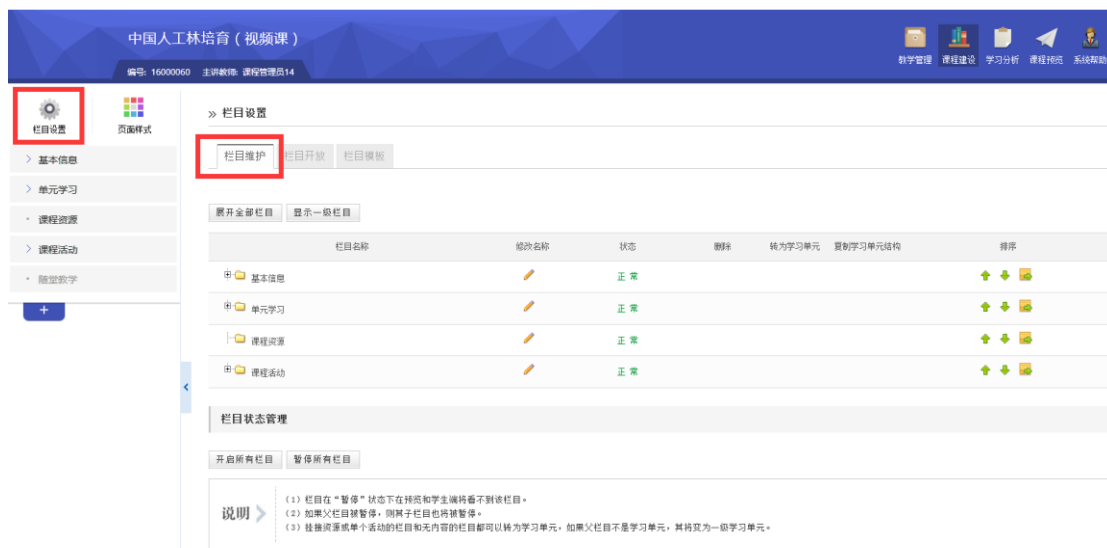 中国人工林培育（视频课）
编号: 16000060 主讲教师: 课程管理员14
教学管理 课程建设 学习分析 课程预览 系统帮助
栏目设置 页面样式
基本信息
单元学习
课程资源
课程活动
随堂教学
+
» 栏目设置
栏目维护 栏目开放 栏目模板
展开全部栏目 显示一级栏目
栏目名称 修改名称 状态 删除 转为学习单元 复制学习单元结构 排序
基本信息 正常
单元学习 正常
课程资源 正常
课程活动 正常
栏目状态管理
开启所有栏目 暂停所有栏目
说明
（1）栏目在“暂停”状态下在预览和学生端将看不到该栏目。
（2）如果父栏目被暂停，则其子栏目也将被暂停。
（3）挂接资源或单个活动的栏目和无内容的栏目都可以转为学习单元，如果父栏目不是学习单元，其将变为一级学习单元。